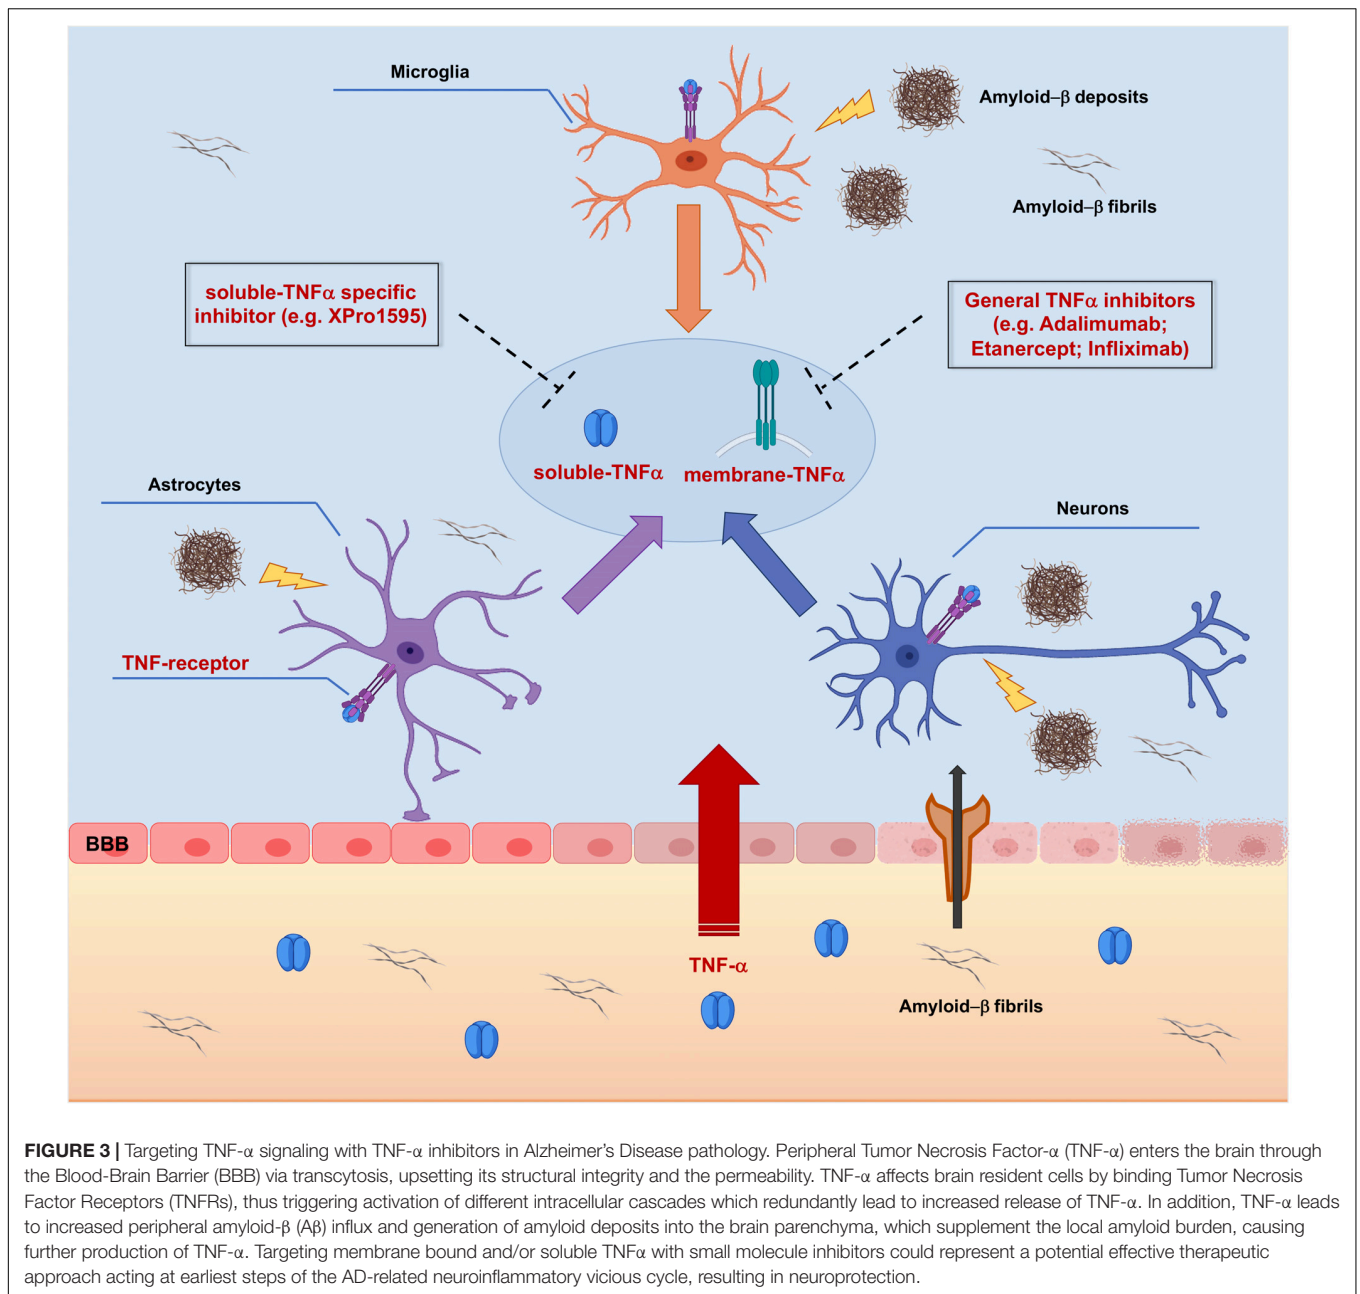 Microglia
Amyloid–β deposits
Amyloid–β fibrils
soluble-TNFα specific
inhibitor (e.g. XPro1595)
General TNFα inhibitors
(e.g. Adalimumab;
Etanercept; Infliximab)
soluble-TNFα
membrane-TNFα
Astrocytes
Neurons
TNF-receptor
BBB
TNF-α
Amyloid–β fibrils
FIGURE 3 | Targeting TNF-α signaling with TNF-α inhibitors in Alzheimer's Disease pathology. Peripheral Tumor Necrosis Factor-α (TNF-α) enters the brain through
the Blood-Brain Barrier (BBB) via transcytosis, upsetting its structural integrity and the permeability. TNF-α affects brain resident cells by binding Tumor Necrosis
Factor Receptors (TNFRs), thus triggering activation of different intracellular cascades which redundantly lead to increased release of TNF-α. In addition, TNF-α leads
to increased peripheral amyloid-β (Aβ) influx and generation of amyloid deposits into the brain parenchyma, which supplement the local amyloid burden, causing
further production of TNF-α. Targeting membrane bound and/or soluble TNFα with small molecule inhibitors could represent a potential effective therapeutic
approach acting at earliest steps of the AD-related neuroinflammatory vicious cycle, resulting in neuroprotection.